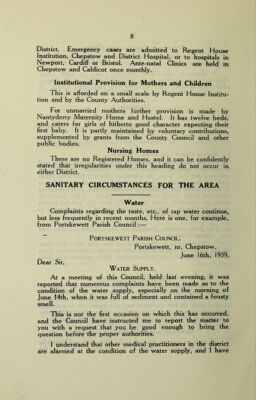 8
District. Emergency cases are admitted to Regent House
Institution, Chepstow and District Hospital, or to hospitals in
Newport, Cardiff or Bristol. Ante-natal Clinics are held in
Chepstow and Caldicot once monthly.
Institutional Provision for Mothers and Children
This is afforded on a small scale by Regent House Institu-
tion and by the County Authorities.
For unmarried mothers further provision is made by
Nantyderry Maternity Home and Hostel. It has twelve beds,
and caters for girls of hitherto good character expecting their
first baby. It is partly maintained by voluntary contributions,
supplemented by grants from the County Council and other
public bodies.
Nursing Homes
There are no Registered Homes, and it can be confidently
stated that irregularities under this heading do not occur in
either District.
SANITARY CIRCUMSTANCES FOR THE AREA
Water
Complaints regarding the taste, etc., of tap water continue,
but less frequently in recent months. Here is one, for example,
from Portskewett Parish Council:—
Portskewett Parish Council,
Portskewett, nr. Chepstow.
June 16th, 1939.
Dear Sir,
Water Supply.
At a meeting of this Council, held last evening, it was
reported that numerous complaints have been made as to the
condition of the water supply, especially on the morning of
June 14th, when it was full of sediment and contained a fousty
smell.
This is not the first occasion on which this has occurred,
and the Council have instructed me to report the matter to
you with a request that you be good enough to bring the
question before the proper authorities.
I understand that other medical practitioners in the district
are alarmed at the condition of the water supply, and I have